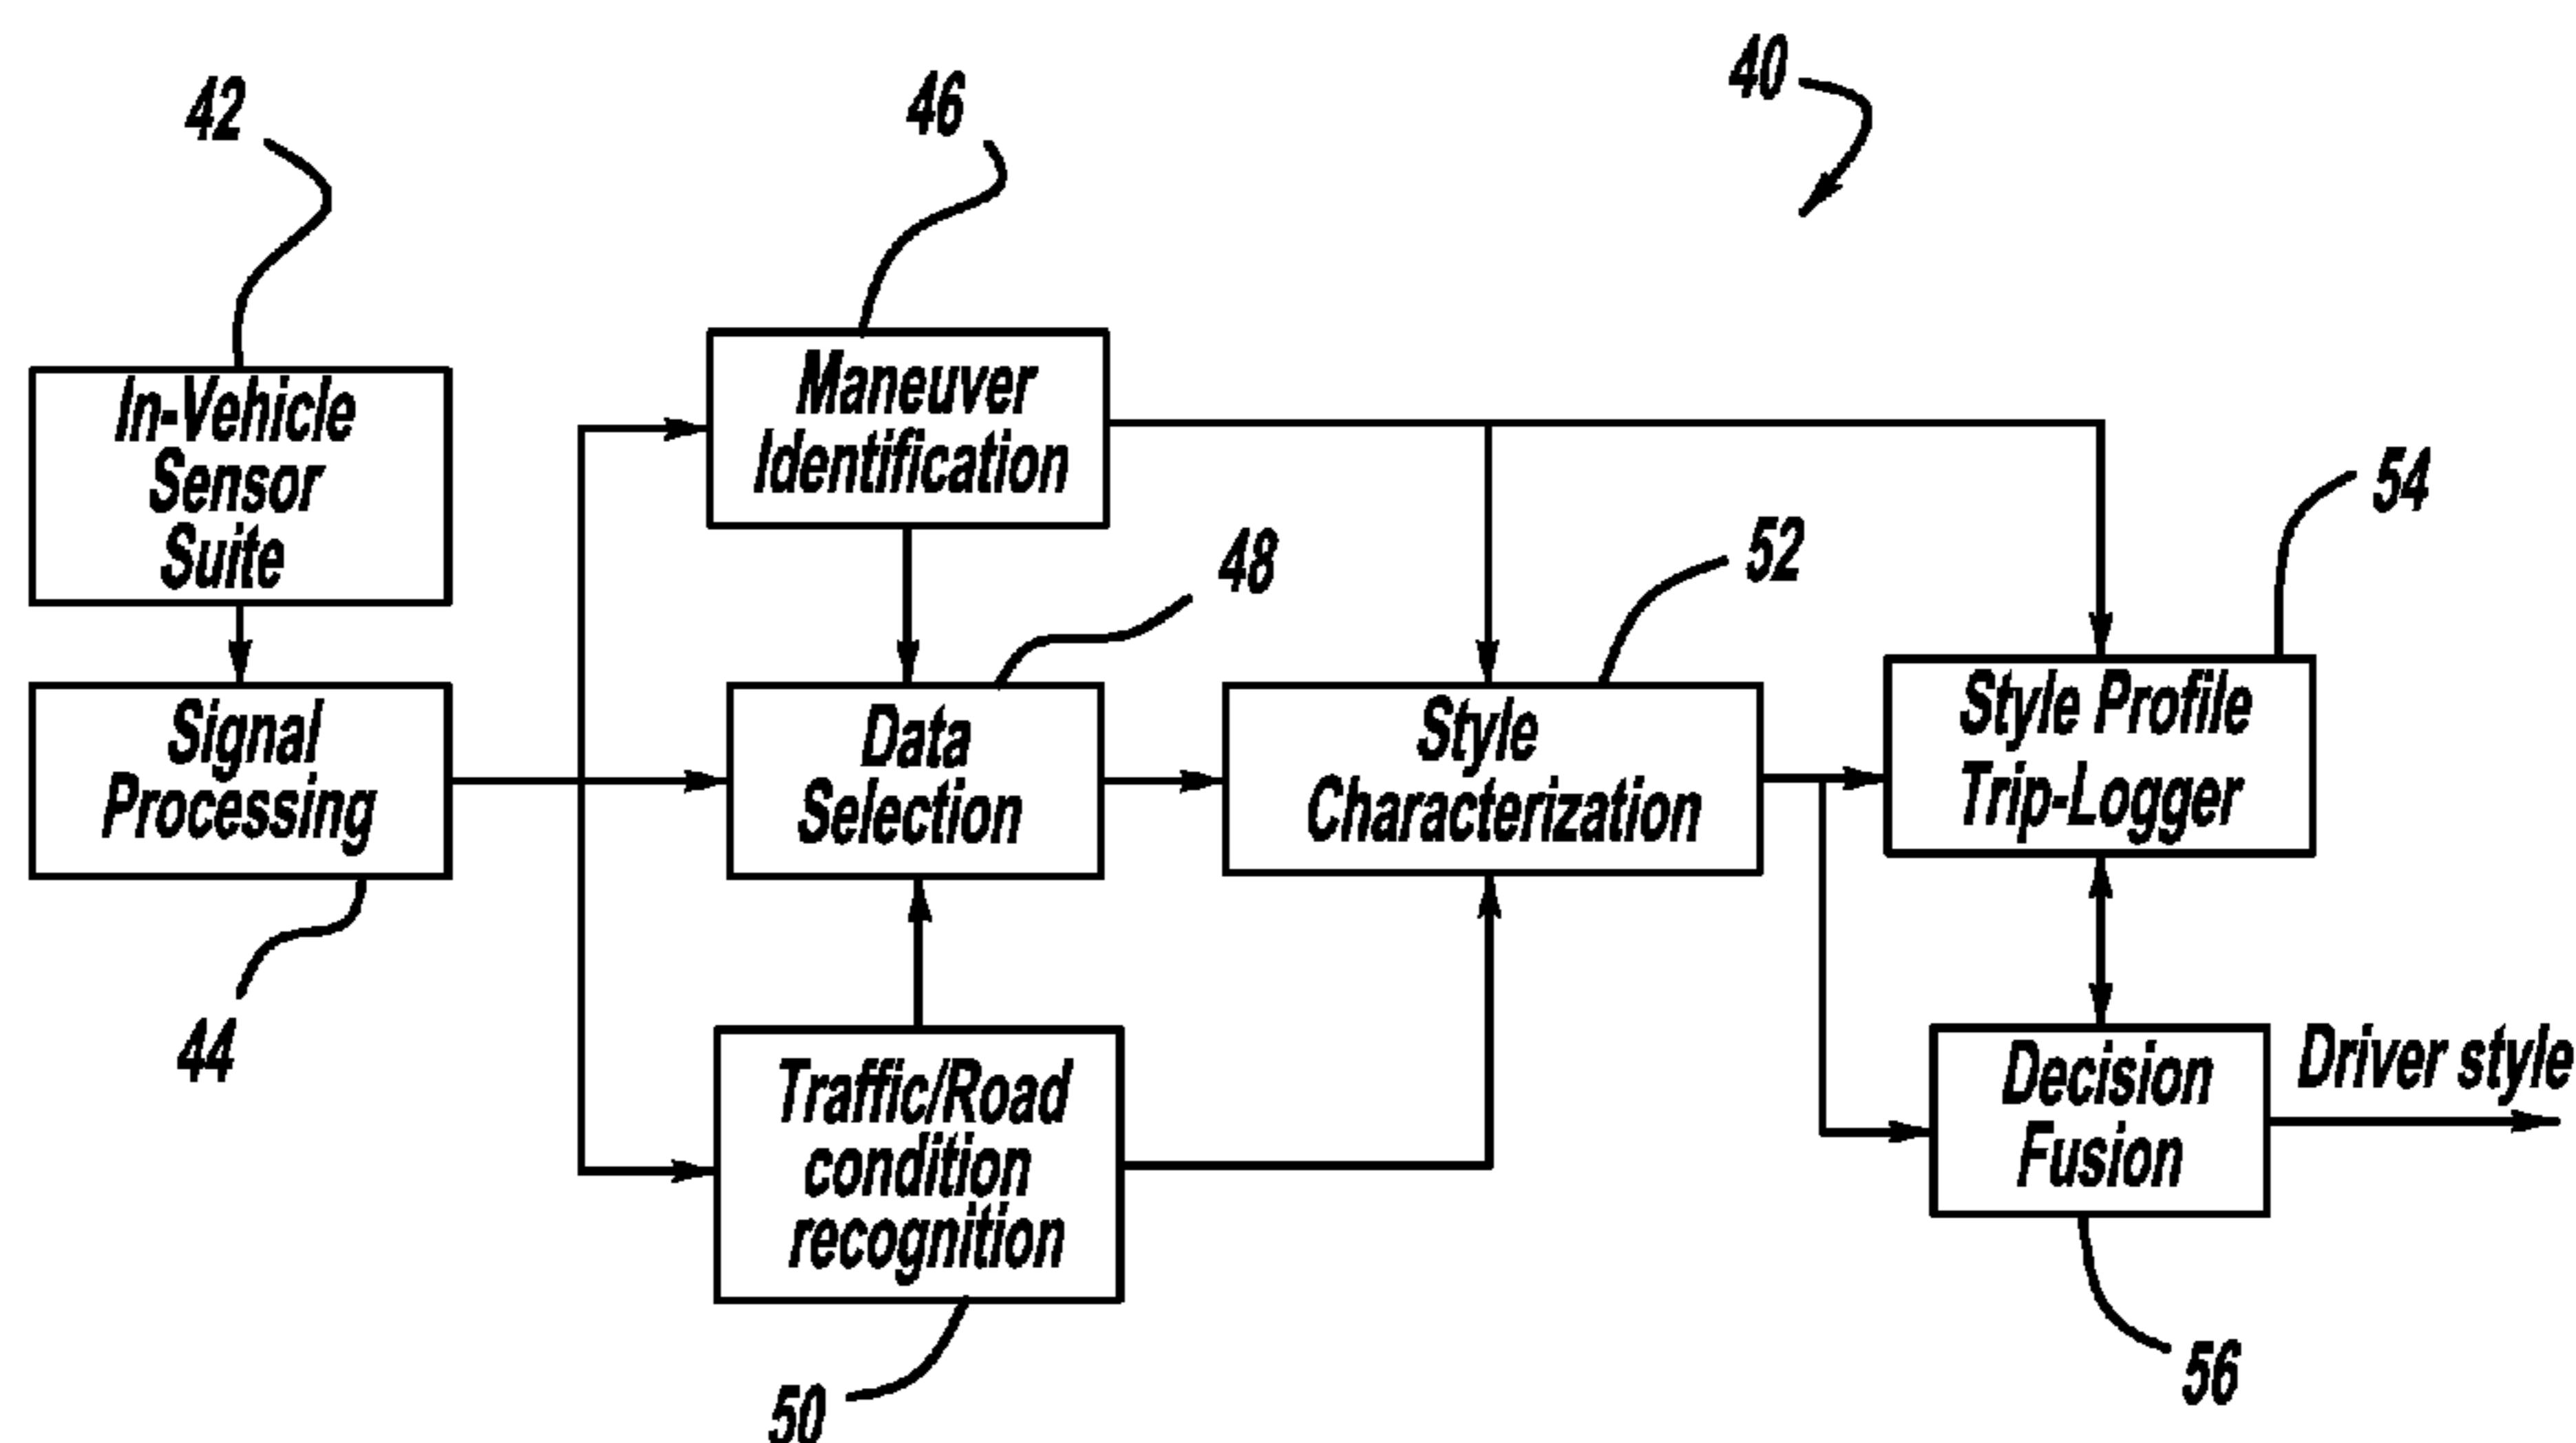 40
42
46
In-Vehicle
Sensor
Suite
Maneuver
Identification
54
48
52
Signal
Processing
Data
Selection
Style
Characterization
Style Profile
Trip-Logger
44
Traffic/Road
condition
recognition
Decision
Fusion
Driver style
50
56